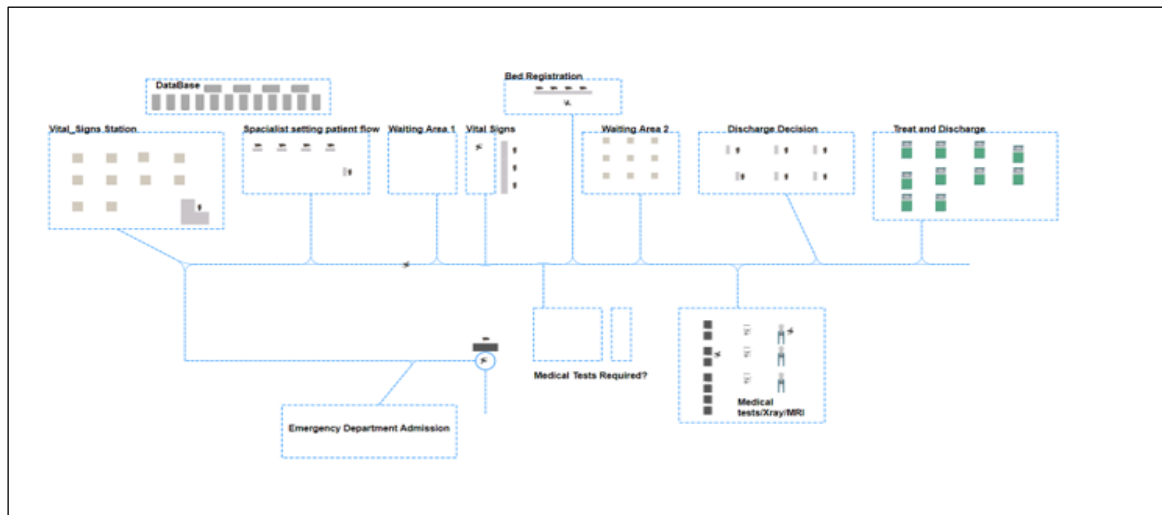 Bed Registration
DataBase
Vital_Signs Station
Spacialist setting patient flow
Waiting Area 1
Vital Signs
Waiting Area 2
Discharge Decision
Treat and Discharge
Medical Tests Required?
Medical
tests/Xray/MRI
Emergency Department Admission